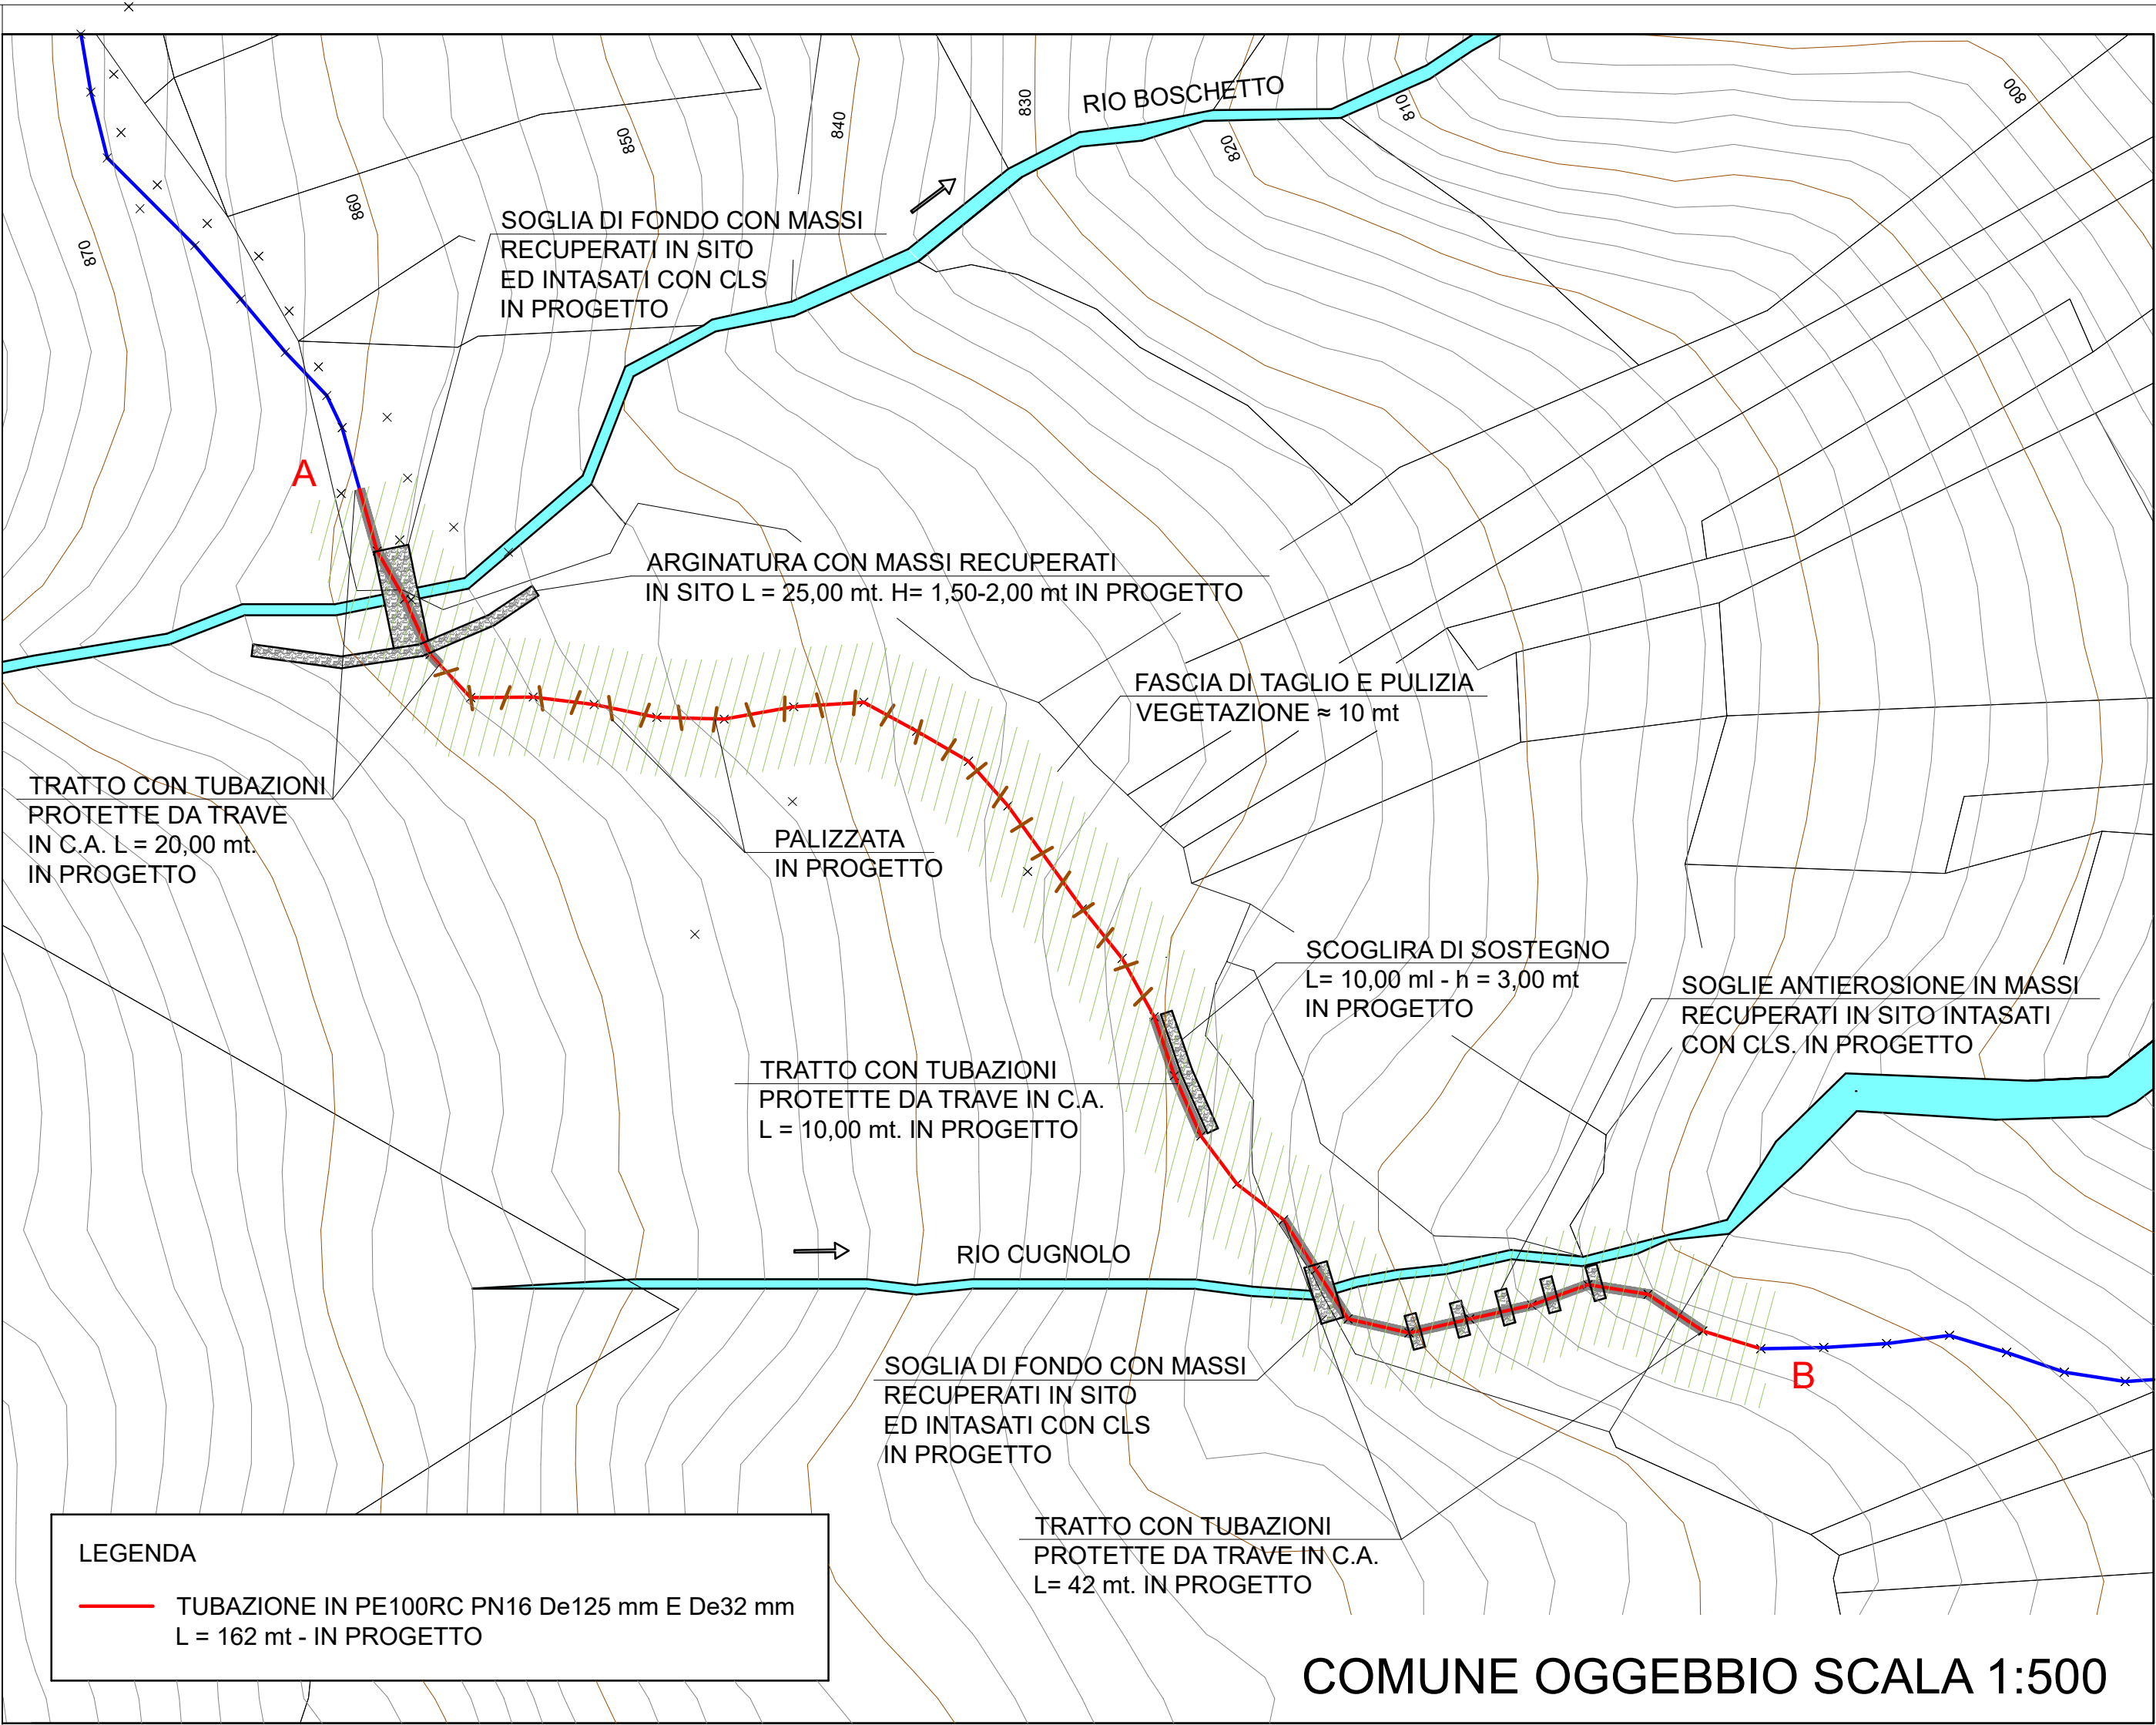 RIO BOSCHETTO
830
840
850
860
870
820
810
800
SOGLIA DI FONDO CON MASSI
RECUPERATI IN SITO
ED INTASATI CON CLS
IN PROGETTO
A
ARGINATURA CON MASSI RECUPERATI
IN SITO L = 25,00 mt. H= 1,50-2,00 mt IN PROGETTO
FASCIA DI TAGLIO E PULIZIA
VEGETAZIONE ≈ 10 mt
TRATTO CON TUBAZIONI
PROTETTE DA TRAVE
IN C.A. L = 20,00 mt.
IN PROGETTO
PALIZZATA
IN PROGETTO
SCOGLIRA DI SOSTEGNO
L= 10,00 ml - h = 3,00 mt
IN PROGETTO
SOGLIE ANTIEROSIONE IN MASSI
RECUPERATI IN SITO INTASATI
CON CLS. IN PROGETTO
TRATTO CON TUBAZIONI
PROTETTE DA TRAVE IN C.A.
L = 10,00 mt. IN PROGETTO
RIO CUGNOLO
SOGLIA DI FONDO CON MASSI
RECUPERATI IN SITO
ED INTASATI CON CLS
IN PROGETTO
B
TRATTO CON TUBAZIONI
PROTETTE DA TRAVE IN C.A.
L= 42 mt. IN PROGETTO
LEGENDA
TUBAZIONE IN PE100RC PN16 De125 mm E De32 mm
L = 162 mt - IN PROGETTO
COMUNE OGGEBBIO SCALA 1:500